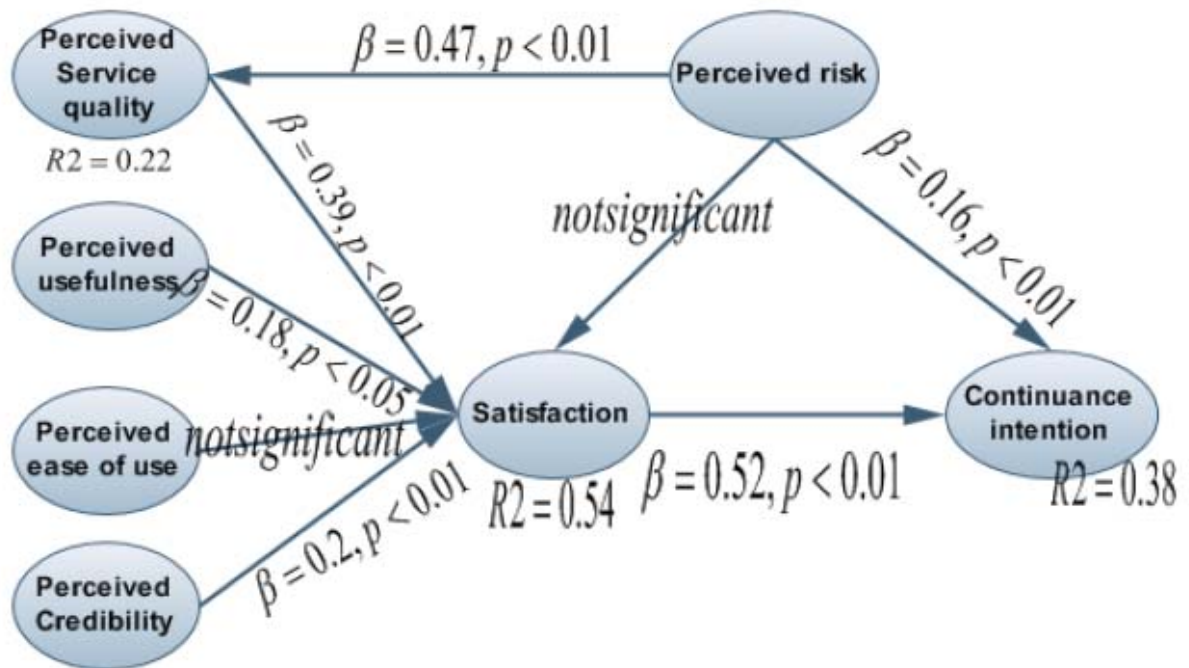 Perceived
Service
quality
R2 = 0.22
β = 0.47, p < 0.01
Perceived risk
β = 0.39, p < 0.01
notsignificant
β = 0.16, p < 0.01
Perceived
usefulness
β = 0.18, p < 0.05
Perceived
ease of use
notsignificant
Satisfaction
R2 = 0.54
β = 0.52, p < 0.01
Continuance
intention
R2 = 0.38
Perceived
Credibility
β = 0.2, p < 0.01